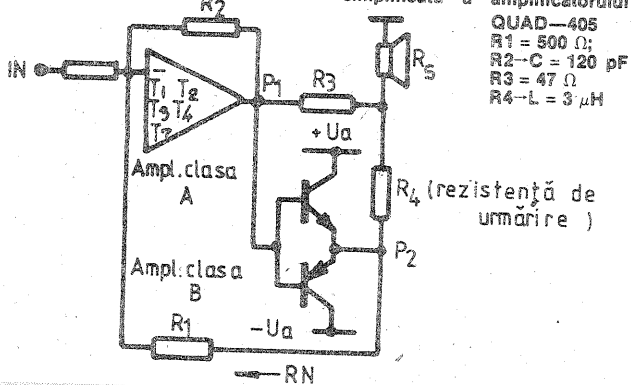 amplificatorului
QUAD—405
R1 = 500 Ω;
R2→C = 120 pF
R3 = 47 Ω
R4→L = 3 μH
R2
IN
–
T1 T2
T3 T4
T7
P1
R3
RS
+Ua
Ampl.clasa
A
R4 (rezistență de
urmărire )
P2
Ampl.clasa
B
-Ua
R1
RN